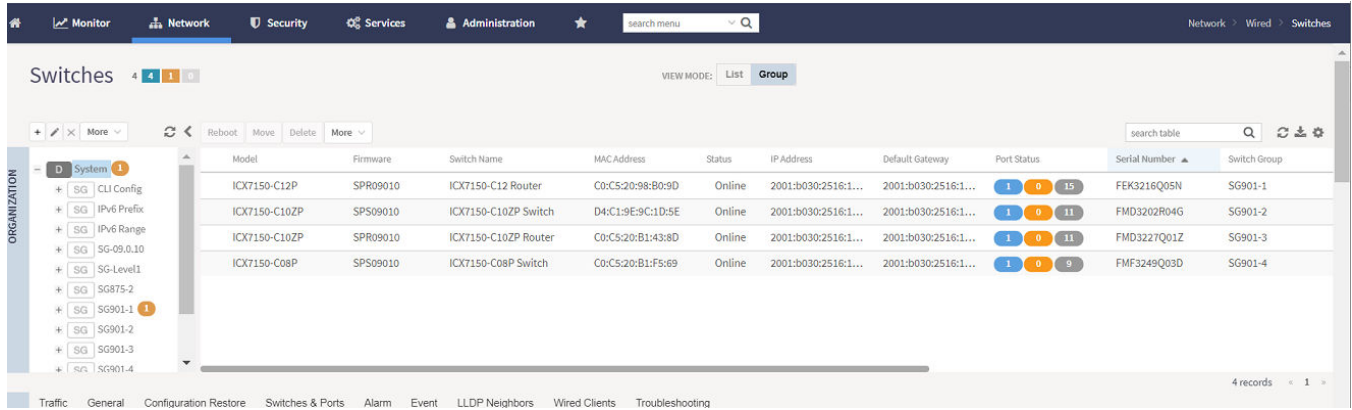 Monitor Network Security Services Administration search menu Network > Wired > Switches
Switches 4 4 1 0 VIEW MODE: List Group
+ × More Reboot Move Delete More search table
ORGANIZATION
D System 1
SG CLI Config
SG IPv6 Prefix
SG IPv6 Range
SG SG-09.0.10
SG SG-Level1
SG SG875-2
SG SG901-1 1
SG SG901-2
SG SG901-3
SG SG901-4
Model Firmware Switch Name MAC Address Status IP Address Default Gateway Port Status Serial Number Switch Group
ICX7150-C12P SPR09010 ICX7150-C12 Router C0:C5:20:98:B0:9D Online 2001:b030:2516:1... 2001:b030:2516:1... 1 0 15 FEK3216Q05N SG901-1
ICX7150-C10ZP SPS09010 ICX7150-C10ZP Switch D4:C1:9E:9C:1D:5E Online 2001:b030:2516:1... 2001:b030:2516:1... 1 0 11 FMD3202R04G SG901-2
ICX7150-C10ZP SPR09010 ICX7150-C10ZP Router C0:C5:20:B1:43:8D Online 2001:b030:2516:1... 2001:b030:2516:1... 1 0 11 FMD3227Q01Z SG901-3
ICX7150-C08P SPS09010 ICX7150-C08P Switch C0:C5:20:B1:F5:69 Online 2001:b030:2516:1... 2001:b030:2516:1... 1 0 9 FMF3249Q03D SG901-4
4 records « 1 »
Traffic General Configuration Restore Switches & Ports Alarm Event LLDP Neighbors Wired Clients Troubleshooting